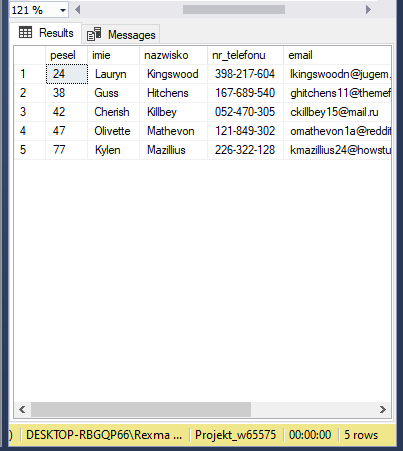 121 %
Results Messages
pesel imie nazwisko nr_telefonu email
1 24 Lauryn Kingswood 398-217-604 lkingswoodn@jugem.
2 38 Guss Hitchens 167-689-540 ghitchens11@themef
3 42 Cherish Killbey 052-470-305 ckillbey15@mail.ru
4 47 Olivette Mathevon 121-849-302 omathevon1a@reddit
5 77 Kylen Mazillius 226-322-128 kmazillius24@howstu
) DESKTOP-RBGQP66\Rexma ... Projekt_w65575 00:00:00 5 rows